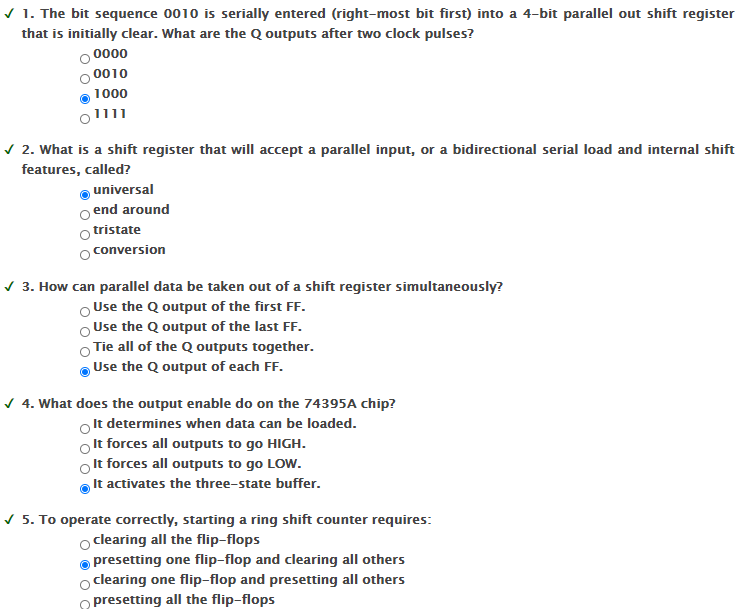 ✓ 1. The bit sequence 0010 is serially entered (right-most bit first) into a 4-bit parallel out shift register
that is initially clear. What are the Q outputs after two clock pulses?
0000
0010
1000
1111
✓ 2. What is a shift register that will accept a parallel input, or a bidirectional serial load and internal shift
features, called?
universal
end around
tristate
conversion
✓ 3. How can parallel data be taken out of a shift register simultaneously?
Use the Q output of the first FF.
Use the Q output of the last FF.
Tie all of the Q outputs together.
Use the Q output of each FF.
✓ 4. What does the output enable do on the 74395A chip?
It determines when data can be loaded.
It forces all outputs to go HIGH.
It forces all outputs to go LOW.
It activates the three-state buffer.
✓ 5. To operate correctly, starting a ring shift counter requires:
clearing all the flip-flops
presetting one flip-flop and clearing all others
clearing one flip-flop and presetting all others
presetting all the flip-flops